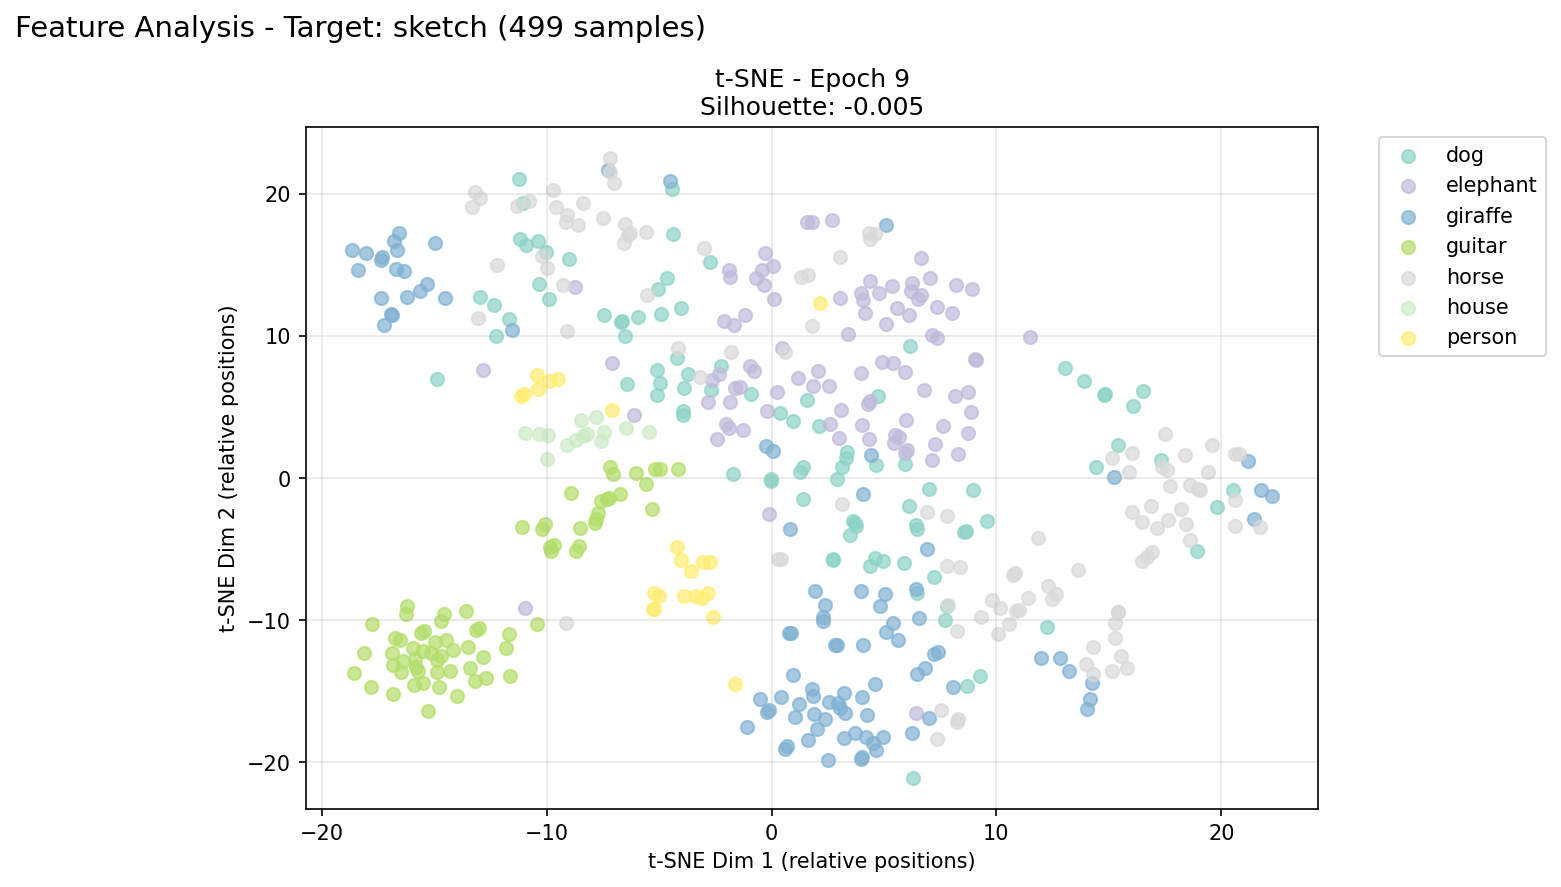 Feature Analysis - Target: sketch (499 samples)
t-SNE - Epoch 9
Silhouette: -0.005
dog
elephant
giraffe
guitar
horse
house
person
20
10
0
−10
−20
t-SNE Dim 2 (relative positions)
−20
−10
0
10
20
t-SNE Dim 1 (relative positions)